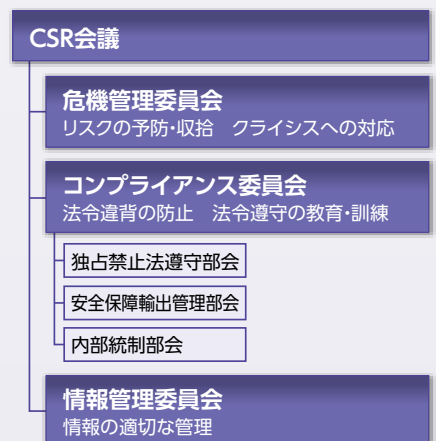 CSR会議
危機管理委員会
リスクの予防・収拾　クライシスへの対応
コンプライアンス委員会
法令違背の防止　法令遵守の教育・訓練
独占禁止法遵守部会
安全保障輸出管理部会
内部統制部会
情報管理委員会
情報の適切な管理